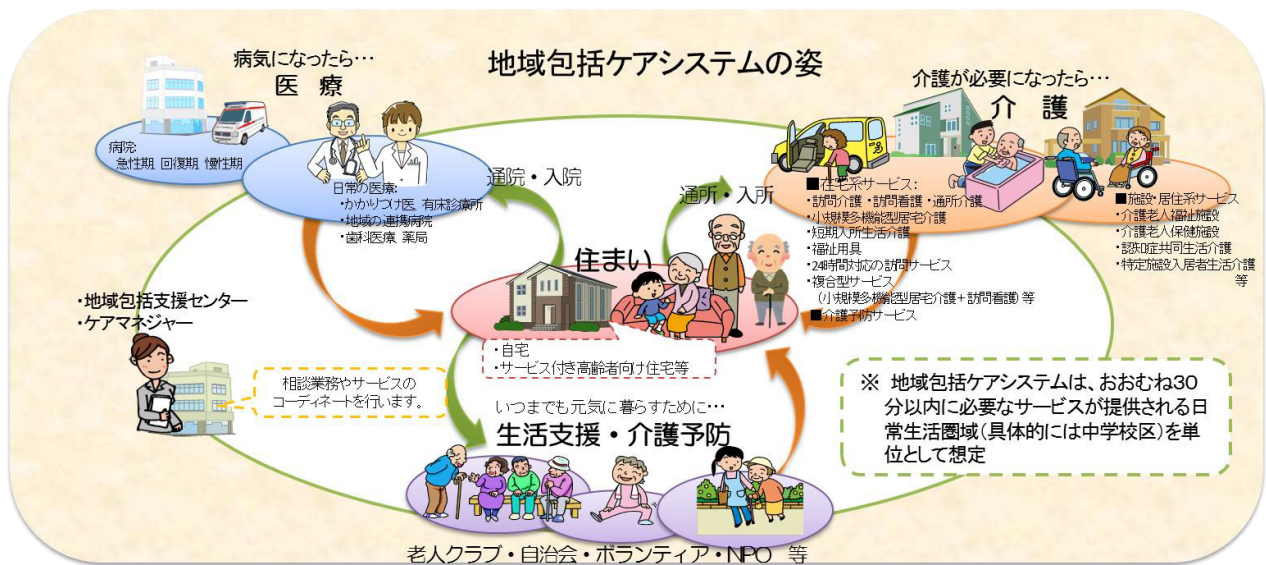 地域包括ケアシステムの姿
病気になったら…
医　療
病院:
急性期 回復期 慢性期
日常の医療:
・かかりつけ医 有床診療所
・地域の連携病院
・歯科医療 薬局
通院・入院
通所・入所
介護が必要になったら…
介　護
■在宅系サービス:
・訪問介護・訪問看護・通所介護
・小規模多機能型居宅介護
・短期入所生活介護
・福祉用具
・24時間対応の訪問サービス
・複合型サービス
（小規模多機能型居宅介護＋訪問看護）等
■介護予防サービス
■施設・居住系サービス
・介護老人福祉施設
・介護老人保健施設
・認知症共同生活介護
・特定施設入居者生活介護
等
住まい
・自宅
・サービス付き高齢者向け住宅等
・地域包括支援センター
・ケアマネジャー
相談業務やサービスの
コーディネートを行います。
いつまでも元気に暮らすために…
生活支援・介護予防
老人クラブ・自治会・ボランティア・NPO　等
※　地域包括ケアシステムは、おおむね30
分以内に必要なサービスが提供される日
常生活圏域（具体的には中学校区）を単
位として想定